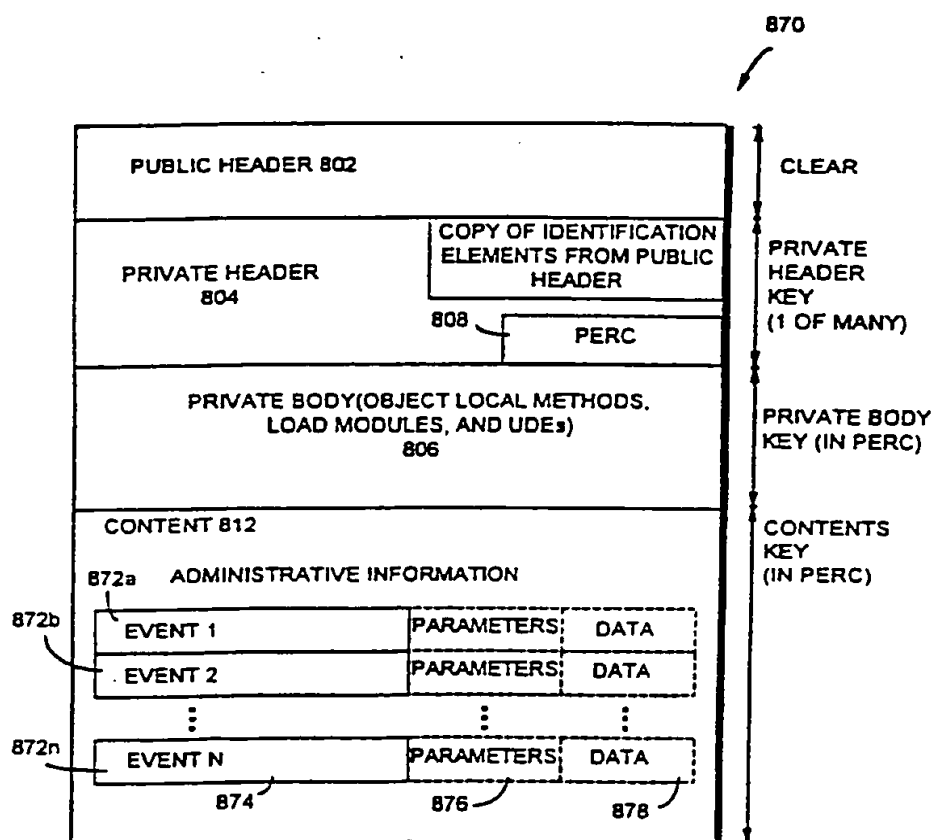 870
PUBLIC HEADER 802
CLEAR
PRIVATE HEADER
804
COPY OF IDENTIFICATION
ELEMENTS FROM PUBLIC
HEADER
808
PERC
PRIVATE
HEADER
KEY
(1 OF MANY)
PRIVATE BODY(OBJECT LOCAL METHODS,
LOAD MODULES, AND UDEs)
806
PRIVATE BODY
KEY (IN PERC)
CONTENT 812
CONTENTS
KEY
(IN PERC)
872a ADMINISTRATIVE INFORMATION
872b
EVENT 1 PARAMETERS DATA
EVENT 2 PARAMETERS DATA
872n
EVENT N PARAMETERS DATA
874 876 878